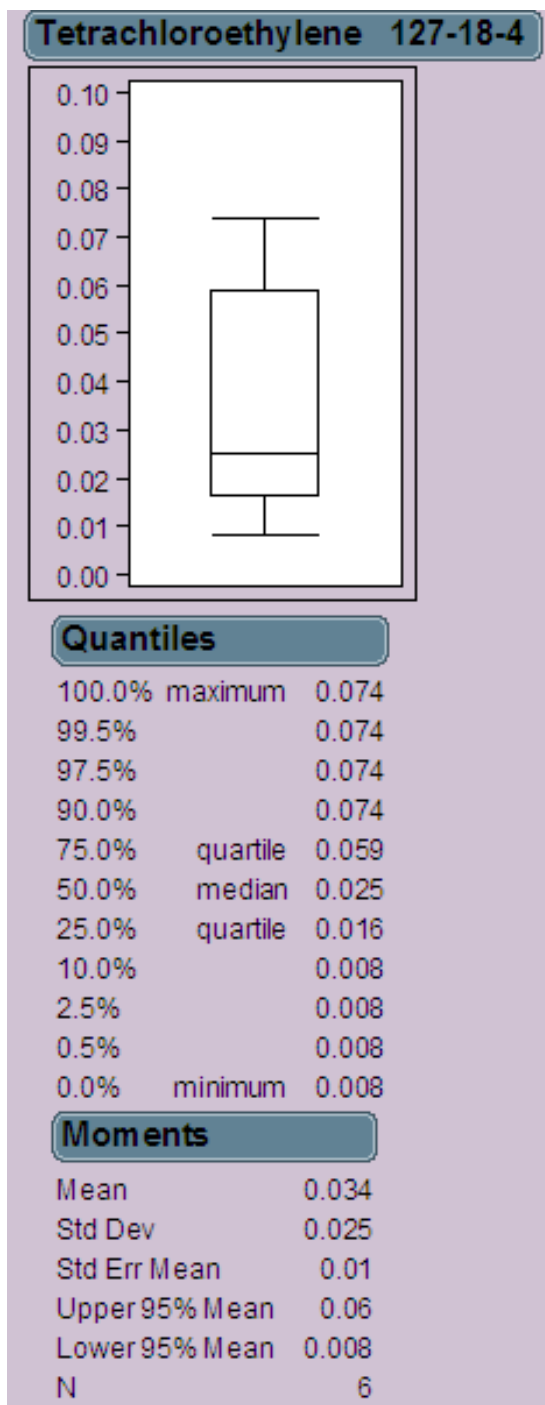 Tetrachloroethylene 127-18-4
0.10
0.09
0.08
0.07
0.06
0.05
0.04
0.03
0.02
0.01
0.00
Quantiles
100.0% maximum 0.074
99.5% 0.074
97.5% 0.074
90.0% 0.074
75.0% quartile 0.059
50.0% median 0.025
25.0% quartile 0.016
10.0% 0.008
2.5% 0.008
0.5% 0.008
0.0% minimum 0.008
Moments
Mean 0.034
Std Dev 0.025
Std Err Mean 0.01
Upper 95% Mean 0.06
Lower 95% Mean 0.008
N 6